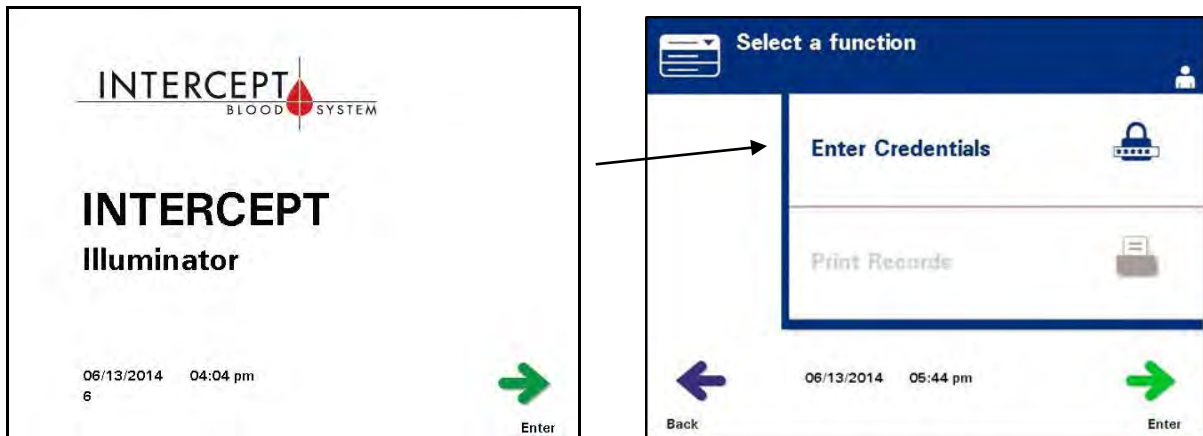 INTERCEPT
BLOOD SYSTEM
INTERCEPT
Illuminator
06/13/2014 04:04 pm
6
Enter
Select a function
Enter Credentials
*****
Print Records
06/13/2014 05:44 pm
Back
Enter